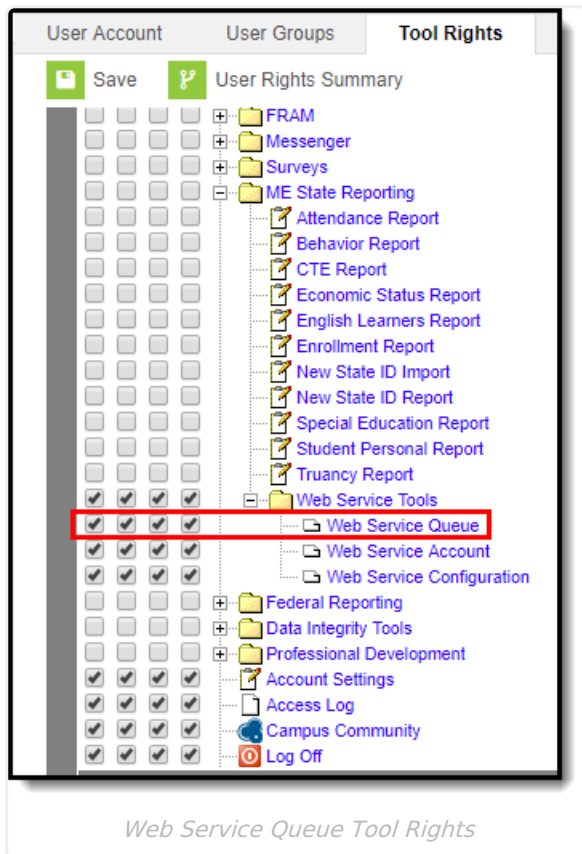 User Account User Groups Tool Rights
Save User Rights Summary
FRAM
Messenger
Surveys
ME State Reporting
Attendance Report
Behavior Report
CTE Report
Economic Status Report
English Learners Report
Enrollment Report
New State ID Import
New State ID Report
Special Education Report
Student Personal Report
Truancy Report
Web Service Tools
Web Service Queue
Web Service Account
Web Service Configuration
Federal Reporting
Data Integrity Tools
Professional Development
Account Settings
Access Log
Campus Community
Log Off
Web Service Queue Tool Rights